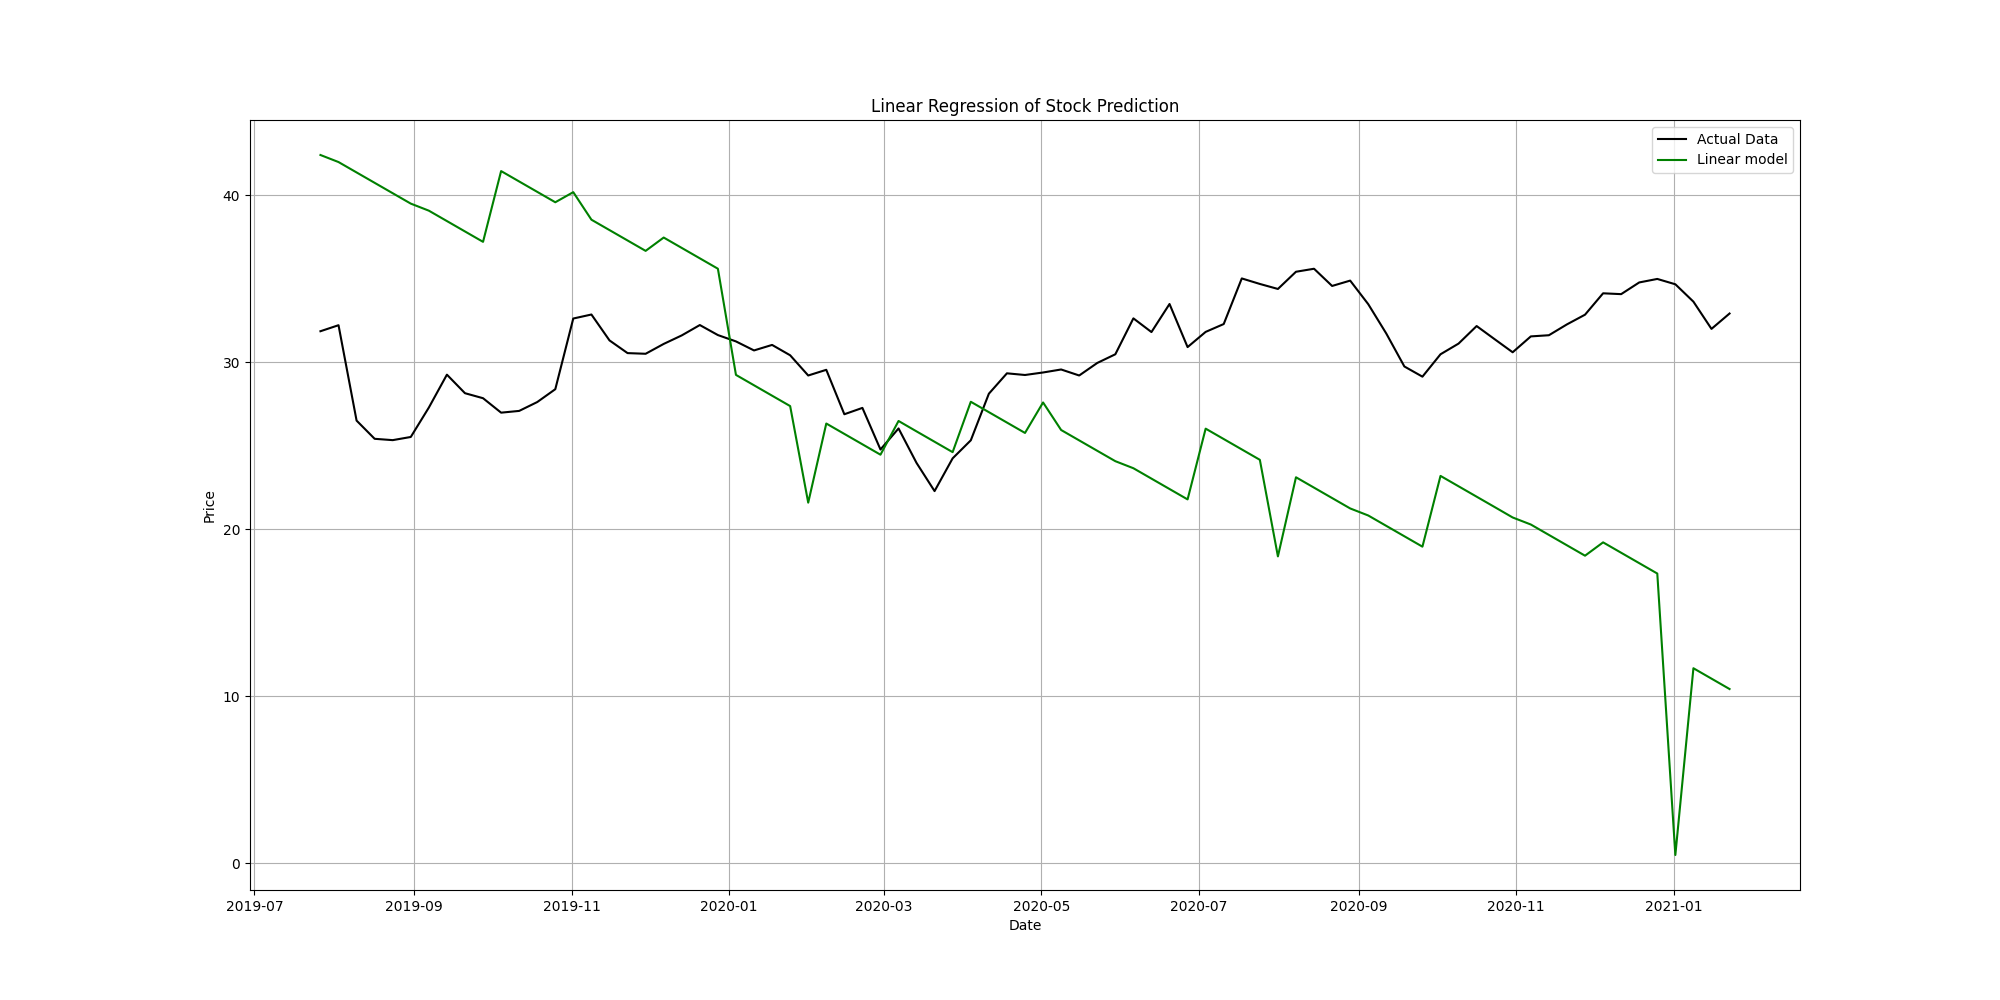 Linear Regression of Stock Prediction
Actual Data
Linear model
Price
40
30
20
10
0
2019-07 2019-09 2019-11 2020-01 2020-03 2020-05 2020-07 2020-09 2020-11 2021-01
Date